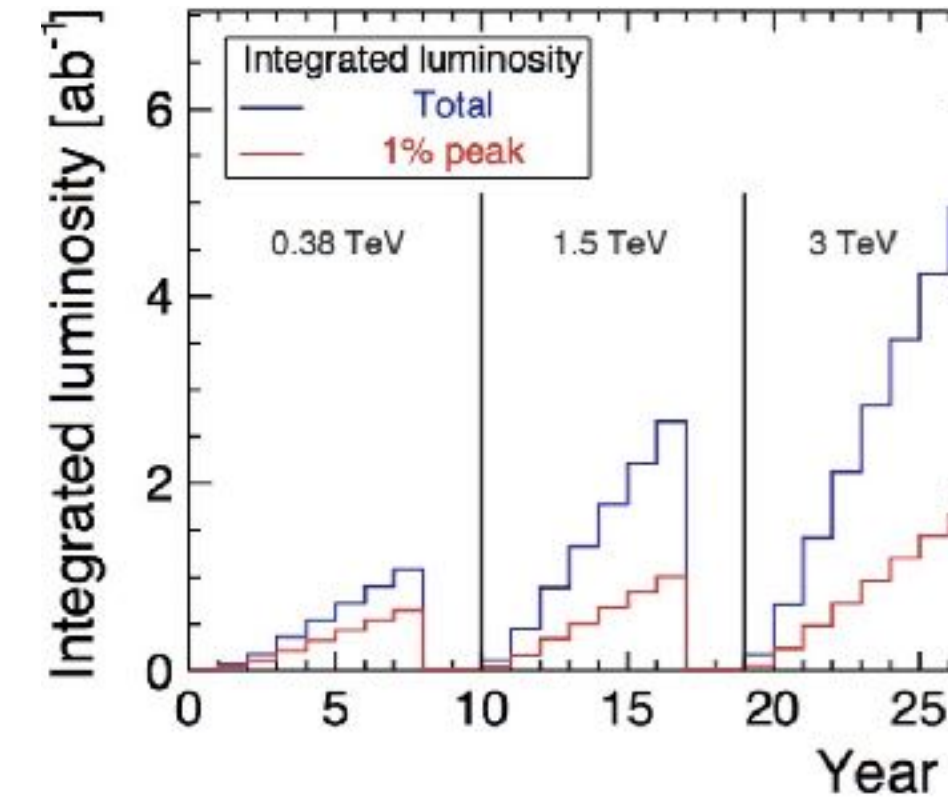 Integrated luminosity [ab⁻¹]
Integrated luminosity
Total
1% peak
6
0.38 TeV
1.5 TeV
3 TeV
4
2
0
0
5
10
15
20
25
Year